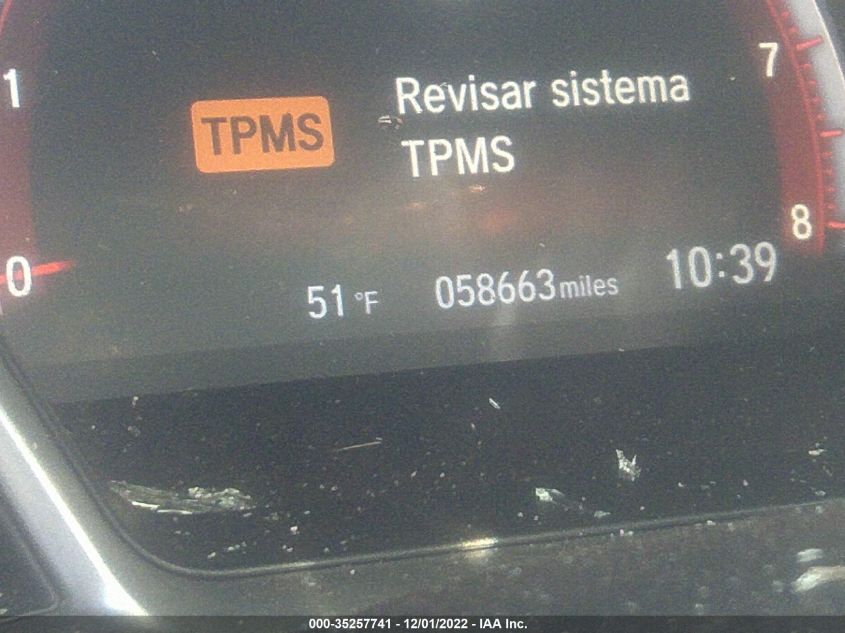 1
7
TPMS
Revisar sistema
TPMS
8
0
51 °F
058663 miles
10:39
000-35257741 - 12/01/2022 - IAA Inc.